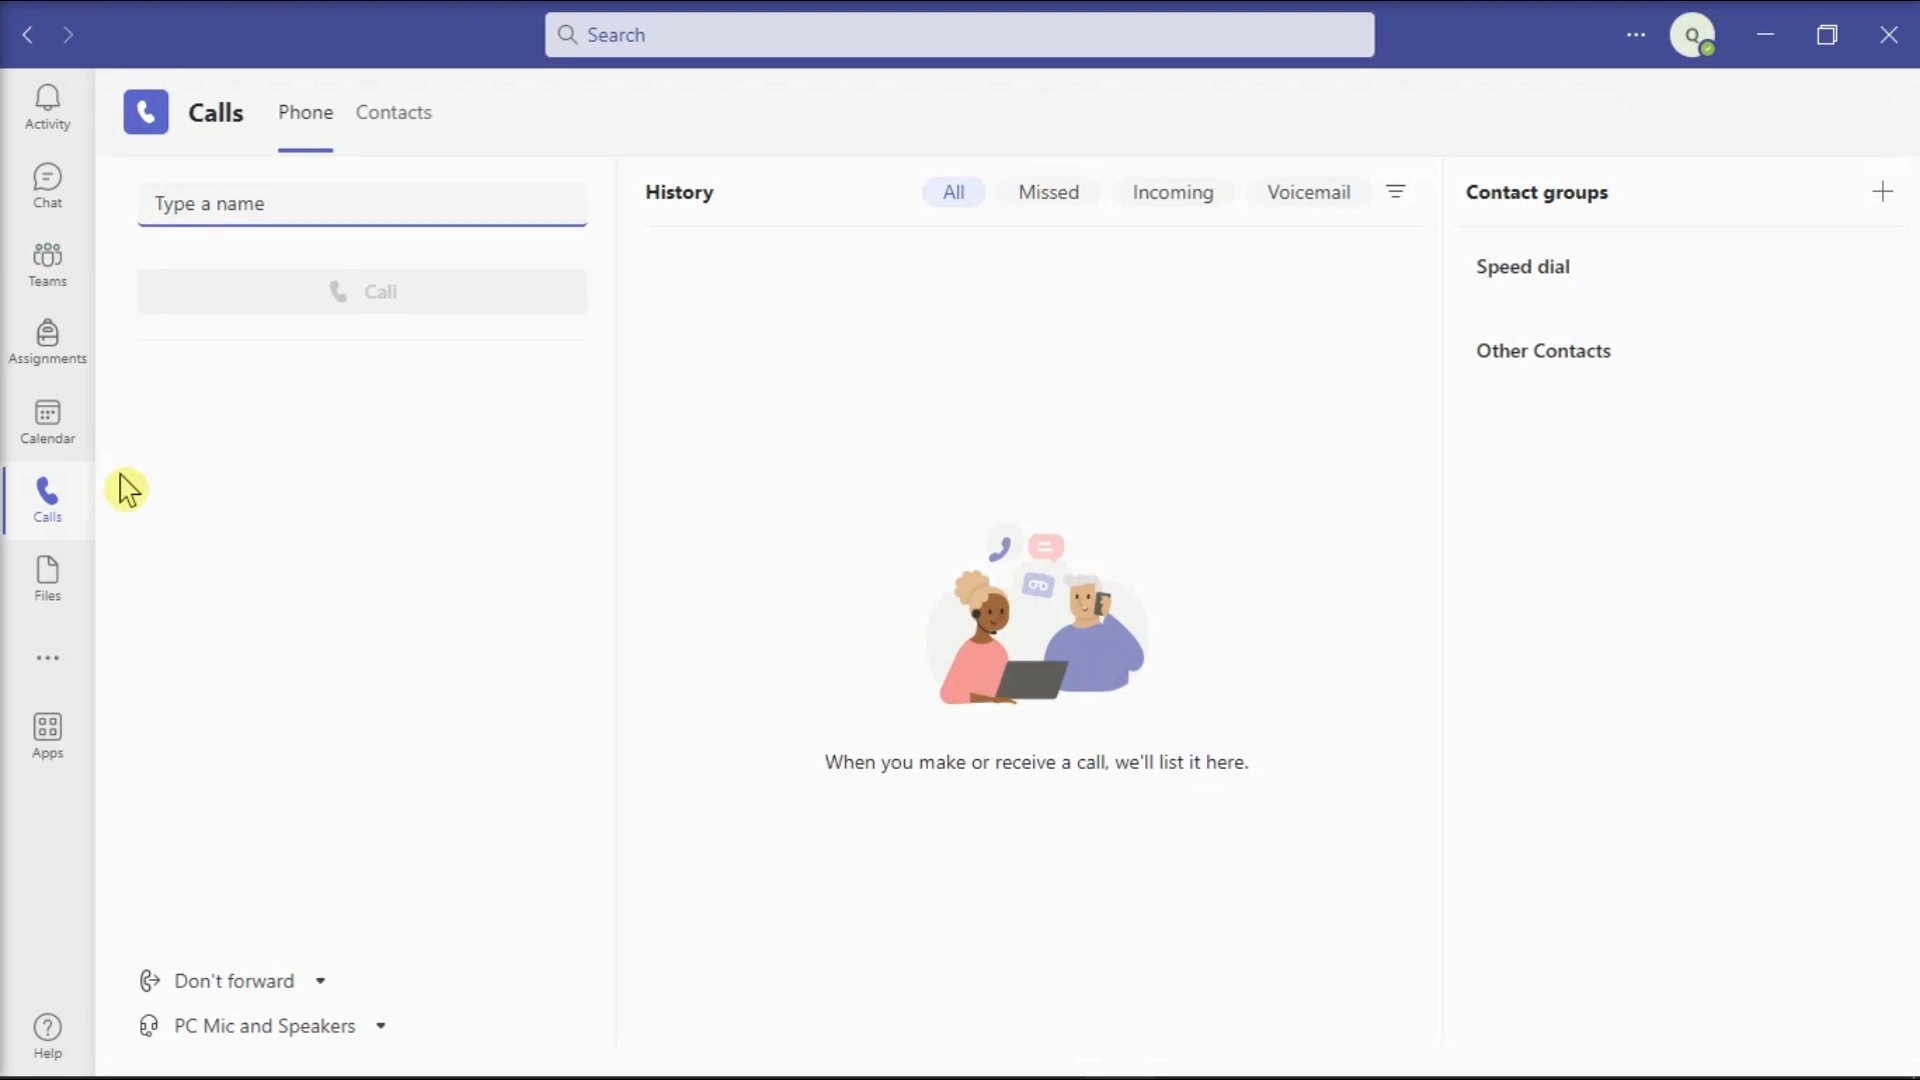 Search
Q
Activity
Chat
Teams
Assignments
Calendar
Calls
Files
Apps
Help
Calls
Phone
Contacts
Type a name
Call
Don't forward
PC Mic and Speakers
History
All
Missed
Incoming
Voicemail
When you make or receive a call, we'll list it here.
Contact groups
Speed dial
Other Contacts